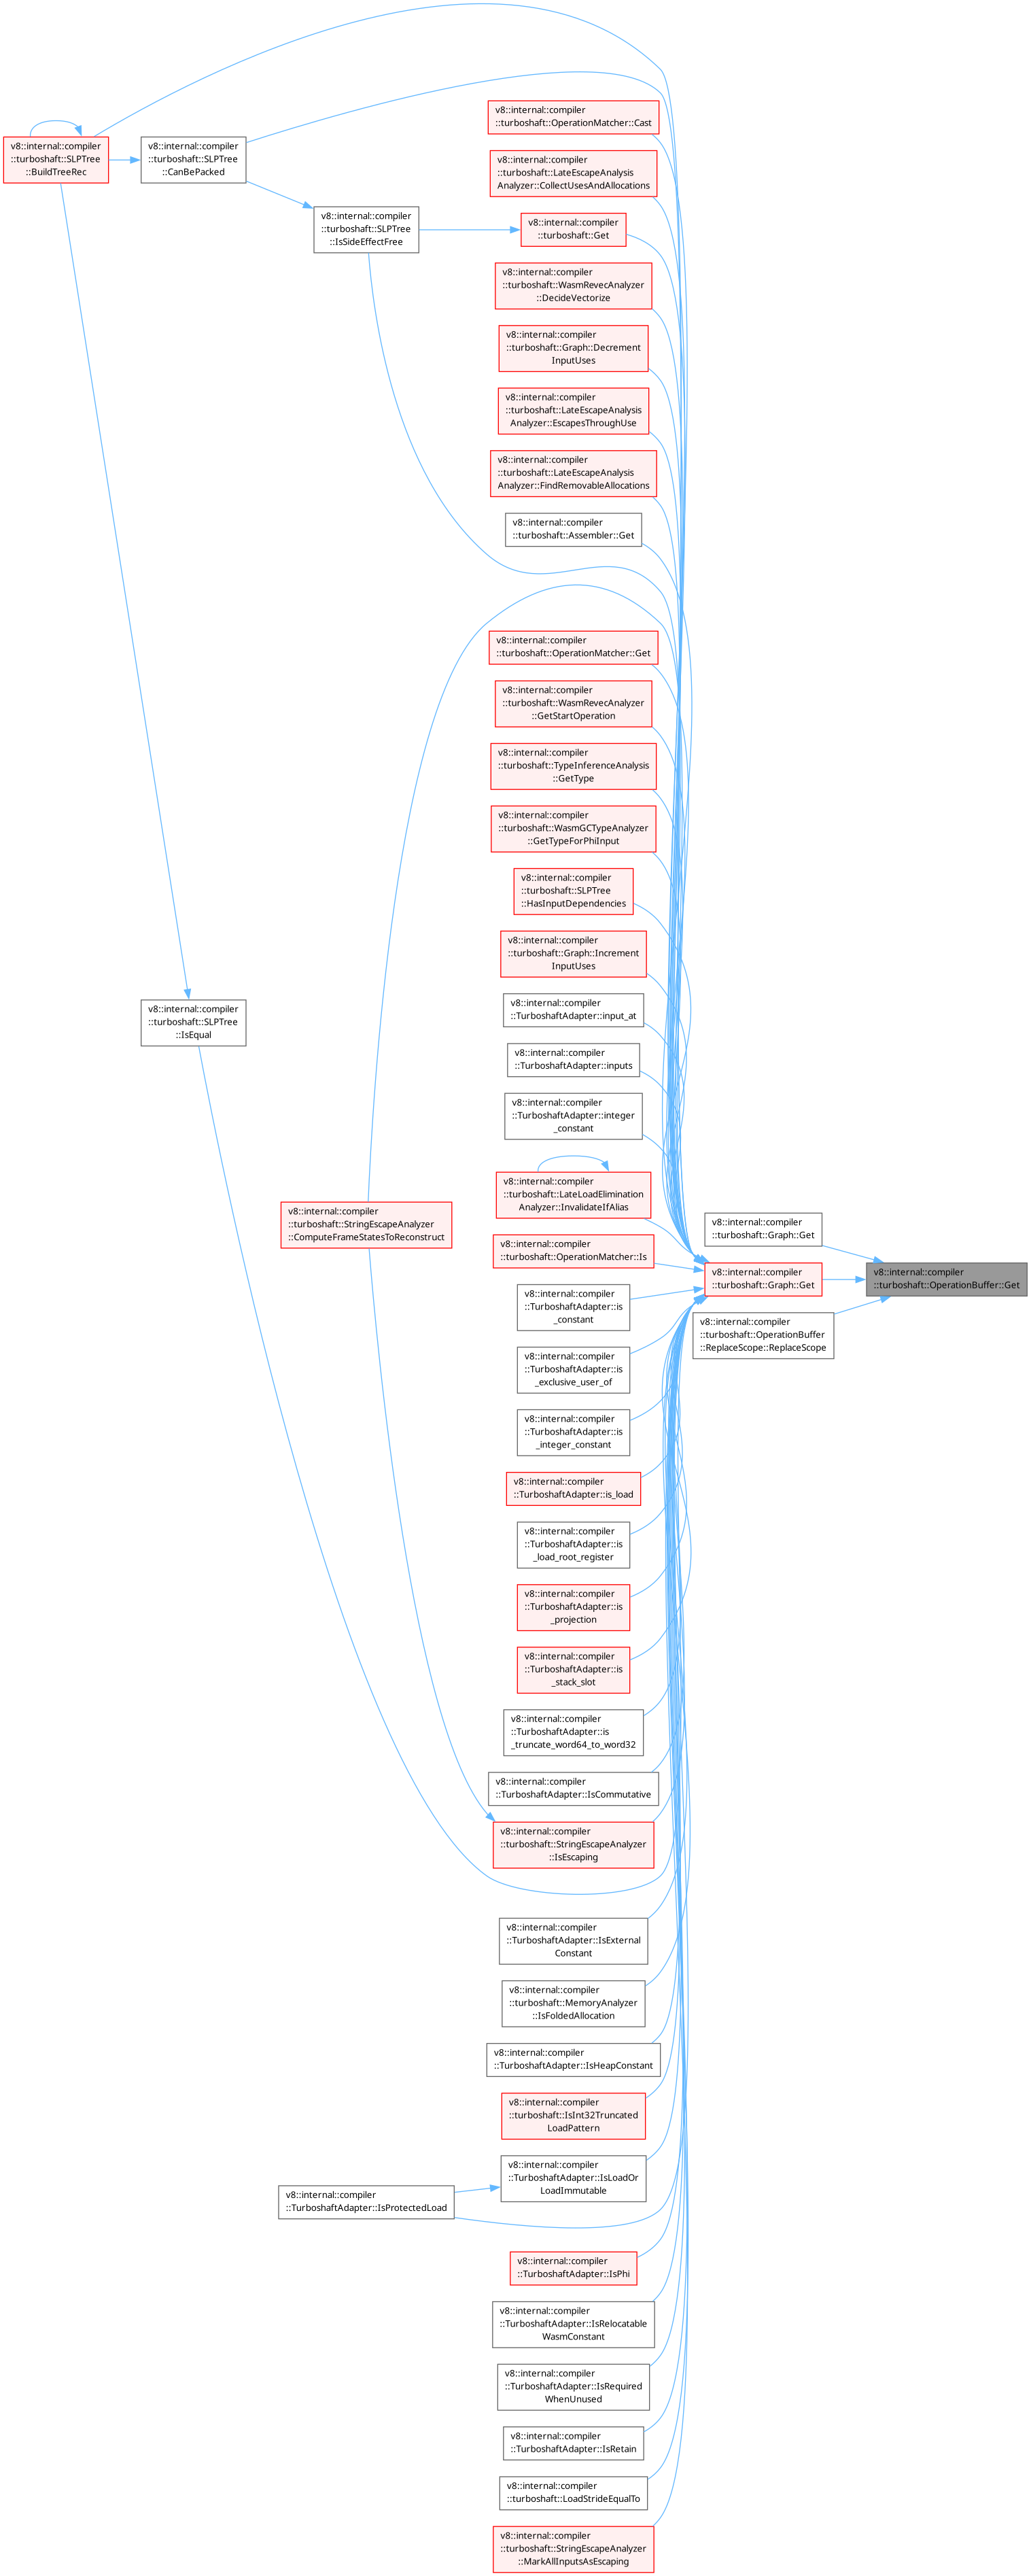 v8::internal::compiler
::turboshaft::OperationMatcher::Cast
v8::internal::compiler
::turboshaft::SLPTree
::BuildTreeRec
v8::internal::compiler
::turboshaft::SLPTree
::CanBePacked
v8::internal::compiler
::turboshaft::LateEscapeAnalysis
Analyzer::CollectUsesAndAllocations
v8::internal::compiler
::turboshaft::SLPTree
::IsSideEffectFree
v8::internal::compiler
::turboshaft::Get
v8::internal::compiler
::turboshaft::WasmRevecAnalyzer
::DecideVectorize
v8::internal::compiler
::turboshaft::Graph::Decrement
InputUses
v8::internal::compiler
::turboshaft::LateEscapeAnalysis
Analyzer::EscapesThroughUse
v8::internal::compiler
::turboshaft::LateEscapeAnalysis
Analyzer::FindRemovableAllocations
v8::internal::compiler
::turboshaft::Assembler::Get
v8::internal::compiler
::turboshaft::OperationMatcher::Get
v8::internal::compiler
::turboshaft::WasmRevecAnalyzer
::GetStartOperation
v8::internal::compiler
::turboshaft::TypeInferenceAnalysis
::GetType
v8::internal::compiler
::turboshaft::WasmGCTypeAnalyzer
::GetTypeForPhiInput
v8::internal::compiler
::turboshaft::SLPTree
::HasInputDependencies
v8::internal::compiler
::turboshaft::Graph::Increment
InputUses
v8::internal::compiler
::TurboshaftAdapter::input_at
v8::internal::compiler
::turboshaft::SLPTree
::IsEqual
v8::internal::compiler
::TurboshaftAdapter::inputs
v8::internal::compiler
::TurboshaftAdapter::integer
_constant
v8::internal::compiler
::turboshaft::LateLoadElimination
Analyzer::InvalidateIfAlias
v8::internal::compiler
::turboshaft::StringEscapeAnalyzer
::ComputeFrameStatesToReconstruct
v8::internal::compiler
::turboshaft::Graph::Get
v8::internal::compiler
::turboshaft::OperationMatcher::Is
v8::internal::compiler
::turboshaft::Graph::Get
v8::internal::compiler
::turboshaft::OperationBuffer::Get
v8::internal::compiler
::TurboshaftAdapter::is
_constant
v8::internal::compiler
::turboshaft::OperationBuffer
::ReplaceScope::ReplaceScope
v8::internal::compiler
::TurboshaftAdapter::is
_exclusive_user_of
v8::internal::compiler
::TurboshaftAdapter::is
_integer_constant
v8::internal::compiler
::TurboshaftAdapter::is_load
v8::internal::compiler
::TurboshaftAdapter::is
_load_root_register
v8::internal::compiler
::TurboshaftAdapter::is
_projection
v8::internal::compiler
::TurboshaftAdapter::is
_stack_slot
v8::internal::compiler
::TurboshaftAdapter::is
_truncate_word64_to_word32
v8::internal::compiler
::TurboshaftAdapter::IsCommutative
v8::internal::compiler
::turboshaft::StringEscapeAnalyzer
::IsEscaping
v8::internal::compiler
::TurboshaftAdapter::IsExternal
Constant
v8::internal::compiler
::turboshaft::MemoryAnalyzer
::IsFoldedAllocation
v8::internal::compiler
::TurboshaftAdapter::IsHeapConstant
v8::internal::compiler
::turboshaft::IsInt32Truncated
LoadPattern
v8::internal::compiler
::TurboshaftAdapter::IsLoadOr
LoadImmutable
v8::internal::compiler
::TurboshaftAdapter::IsProtectedLoad
v8::internal::compiler
::TurboshaftAdapter::IsPhi
v8::internal::compiler
::TurboshaftAdapter::IsRelocatable
WasmConstant
v8::internal::compiler
::TurboshaftAdapter::IsRequired
WhenUnused
v8::internal::compiler
::TurboshaftAdapter::IsRetain
v8::internal::compiler
::turboshaft::LoadStrideEqualTo
v8::internal::compiler
::turboshaft::StringEscapeAnalyzer
::MarkAllInputsAsEscaping